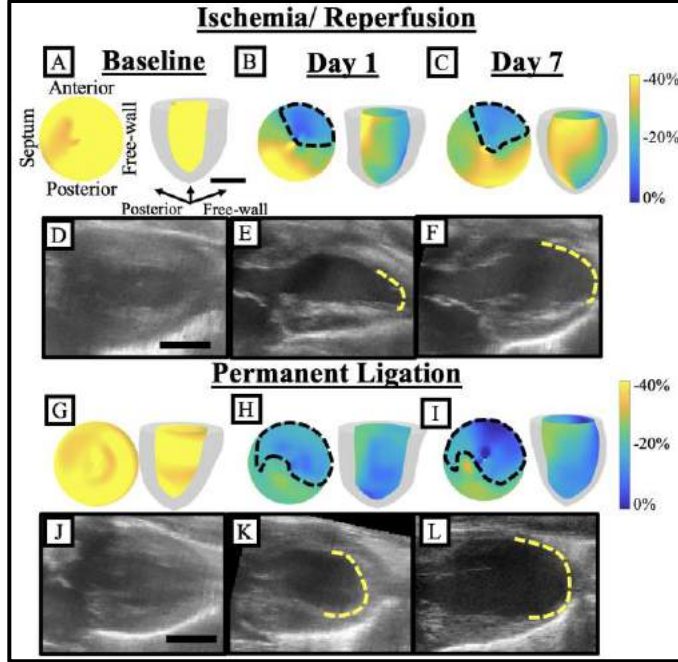 Ischemia/ Reperfusion
A Baseline B Day 1 C Day 7
Anterior
Septum
Free-wall
Posterior
Posterior Free-wall
-40%
-20%
0%
D E F
Permanent Ligation
G H I
-40%
-20%
0%
J K L